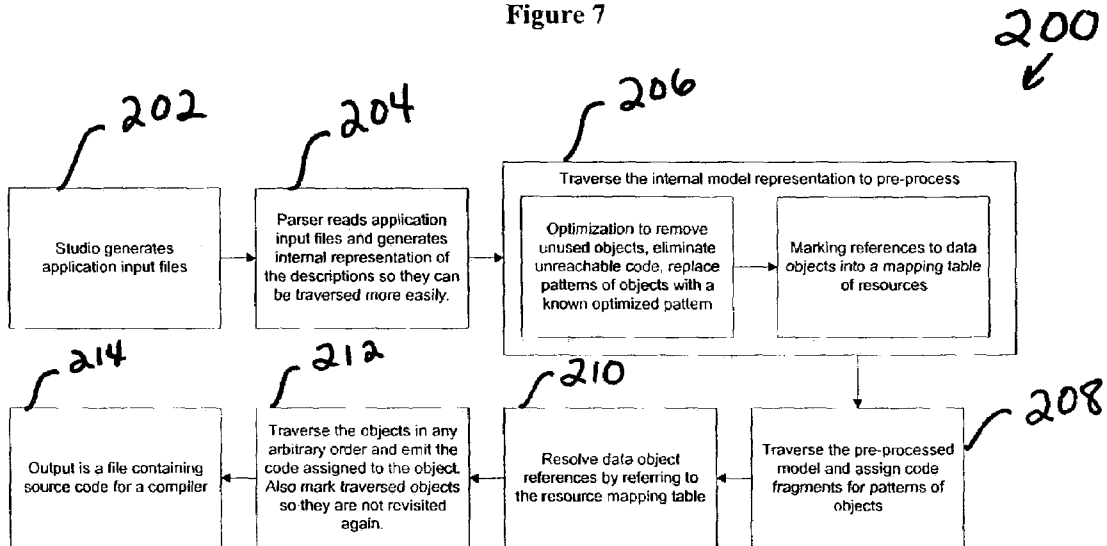 Figure 7
200
202
204
206
Studio generates
application input files
Parser reads application
input files and generates
internal representation of
the descriptions so they can
be traversed more easily.
Traverse the internal model representation to pre-process
Optimization to remove
unused objects, eliminate
unreachable code, replace
patterns of objects with a
known optimized pattern
Marking references to data
objects into a mapping table
of resources
214
212
210
208
Output is a file containing
source code for a compiler
Traverse the objects in any
arbitrary order and emit the
code assigned to the object.
Also mark traversed objects
so they are not revisited
again.
Resolve data object
references by referring to
the resource mapping table
Traverse the pre-processed
model and assign code
fragments for patterns of
objects